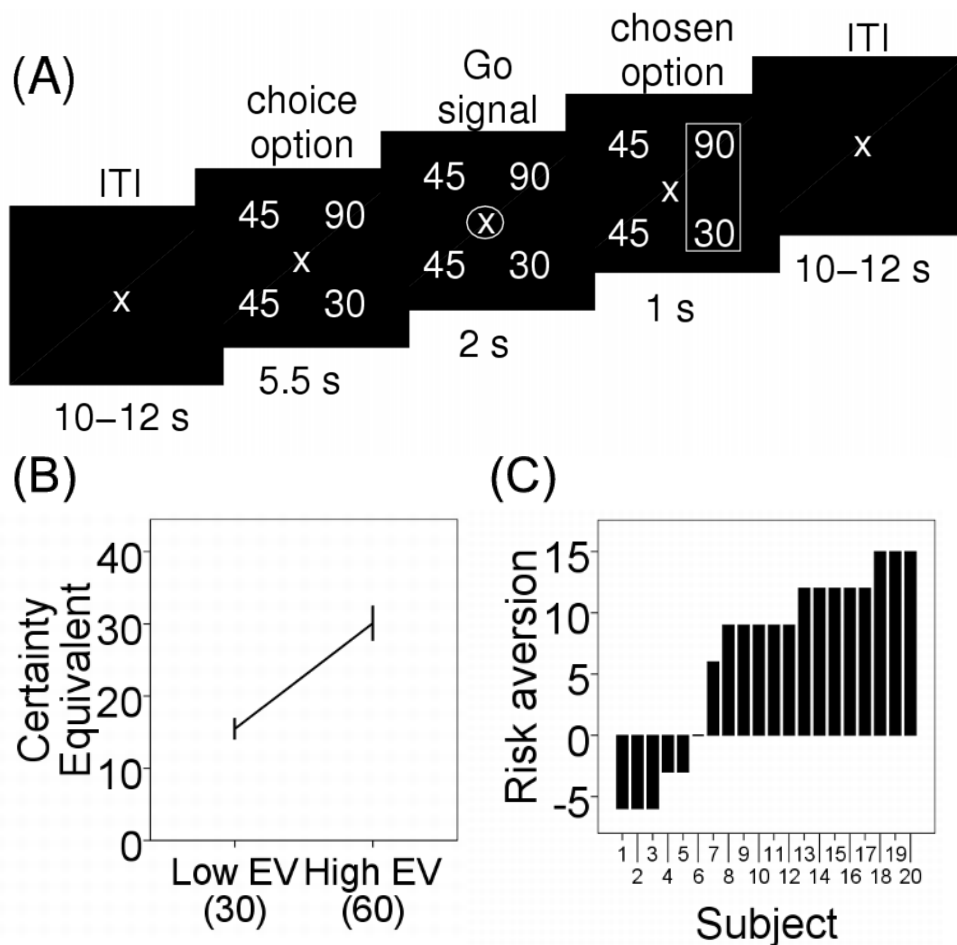 (A)
ITI
choice
option
Go
signal
chosen
option
ITI
x
45 90
x
45 30
45 90
x
45 30
45 90
x
45 30
x
10–12 s
5.5 s
2 s
1 s
10–12 s
(B)
Certainty
Equivalent
40
30
20
10
0
Low EV High EV
(30) (60)
(C)
Risk aversion
15
10
5
0
-5
1 3 5 7 9 11 13 15 17 19
2 4 6 8 10 12 14 16 18 20
Subject